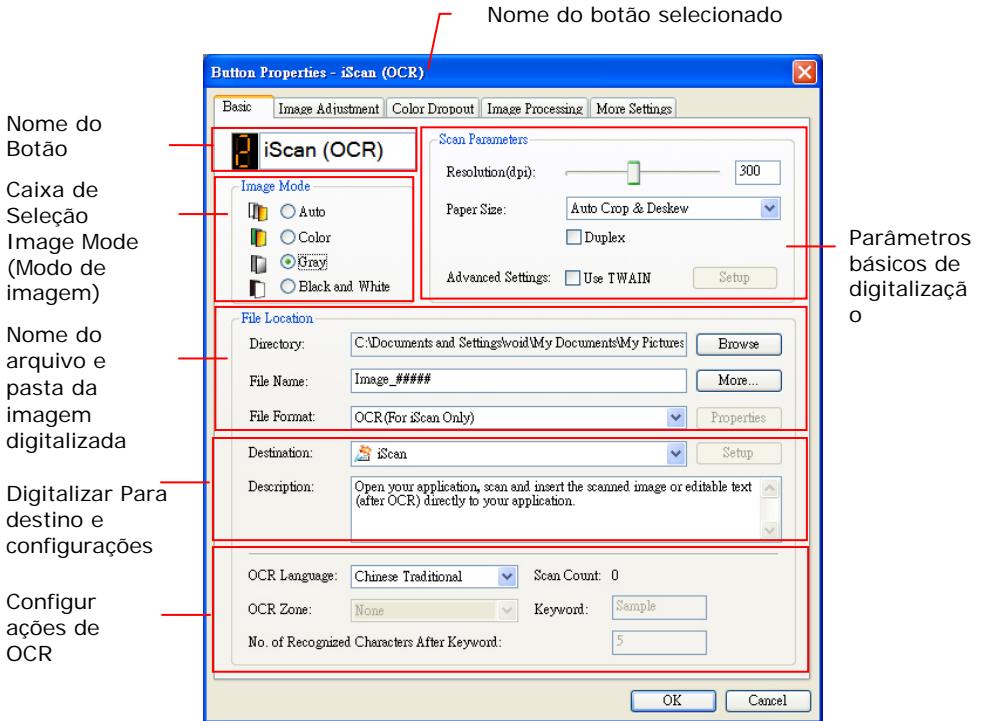 Nome do botão selecionado
Button Properties - iScan (OCR)
Basic Image Adjustment Color Dropout Image Processing More Settings
Nome do
Botão
2 iScan (OCR)
Caixa de
Seleção
Image Mode
(Modo de
imagem)
Image Mode
Auto
Color
Gray
Black and White
Scan Parameters
Resolution(dpi): 300
Paper Size: Auto Crop & Deskew
Duplex
Advanced Settings: Use TWAIN Setup
Parâmetros
básicos de
digitalizaçã
o
Nome do
arquivo e
pasta da
imagem
digitalizada
File Location
Directory: C:\Documents and Settings\void\My Documents\My Pictures Browse
File Name: Image_##### More...
File Format: OCR(For iScan Only) Properties
Digitalizar Para
destino e
configurações
Destination: iScan Setup
Description: Open your application, scan and insert the scanned image or editable text
(after OCR) directly to your application.
Configur
ações de
OCR
OCR Language: Chinese Traditional Scan Count: 0
OCR Zone: None Keyword: Sample
No. of Recognized Characters After Keyword: 5
OK Cancel